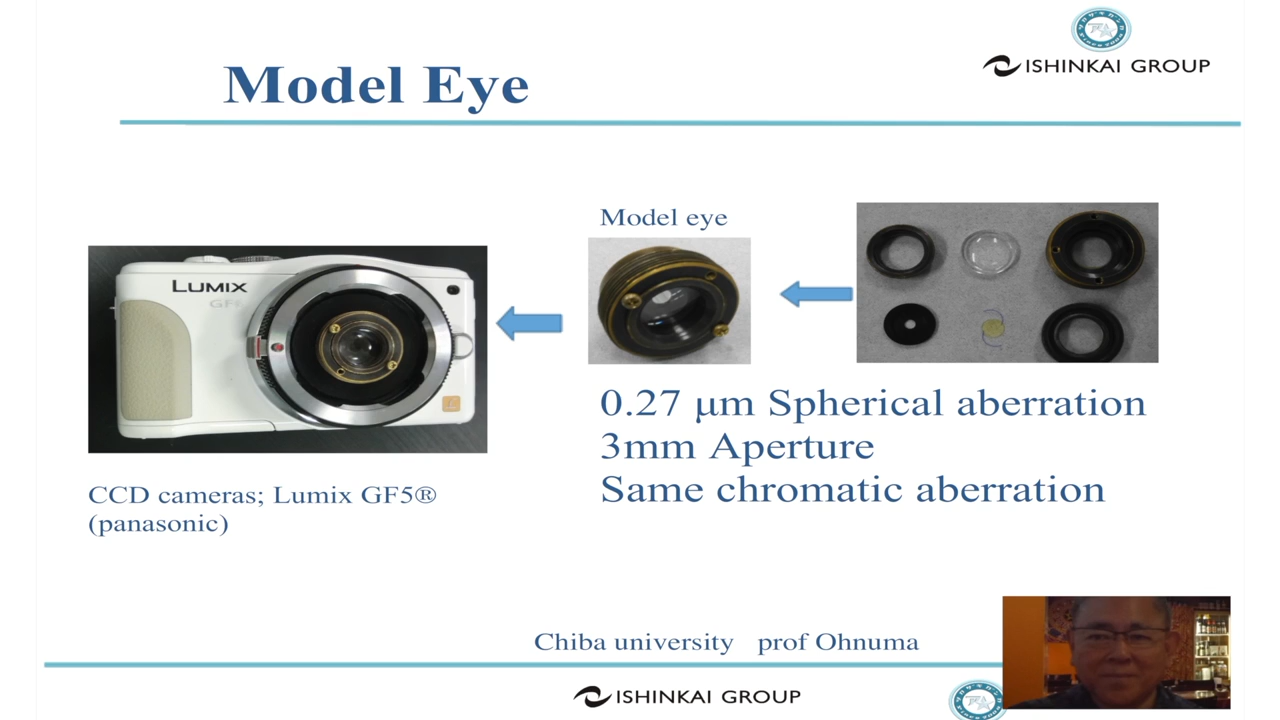 ISHINKAI GROUP
Model Eye
Model eye
LUMIX
GF5
0.27 μm Spherical aberration
3mm Aperture
Same chromatic aberration
CCD cameras; Lumix GF5®
(panasonic)
Chiba university prof Ohnuma
ISHINKAI GROUP